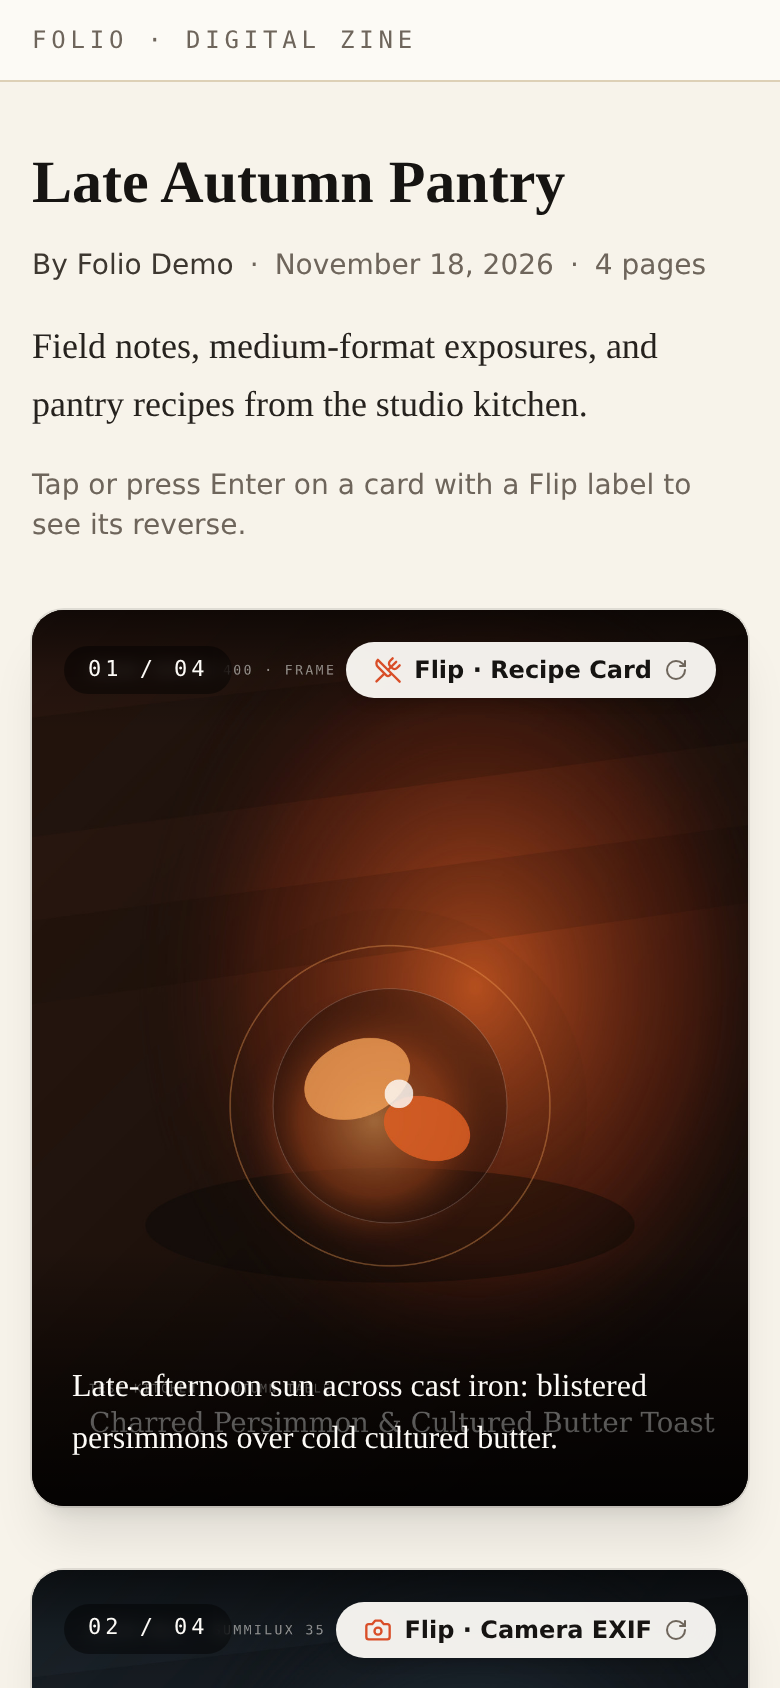 FOLIO · DIGITAL ZINE
Late Autumn Pantry
By Folio Demo · November 18, 2026 · 4 pages
Field notes, medium-format exposures, and
pantry recipes from the studio kitchen.
Tap or press Enter on a card with a Flip label to
see its reverse.
01 / 04
00 · FRAME
Flip · Recipe Card
Late-afternoon sun across cast iron: blistered
Charred Persimmon & Cultured Butter Toast
persimmons over cold cultured butter.
02 / 04
MMILUX 35
Flip · Camera EXIF